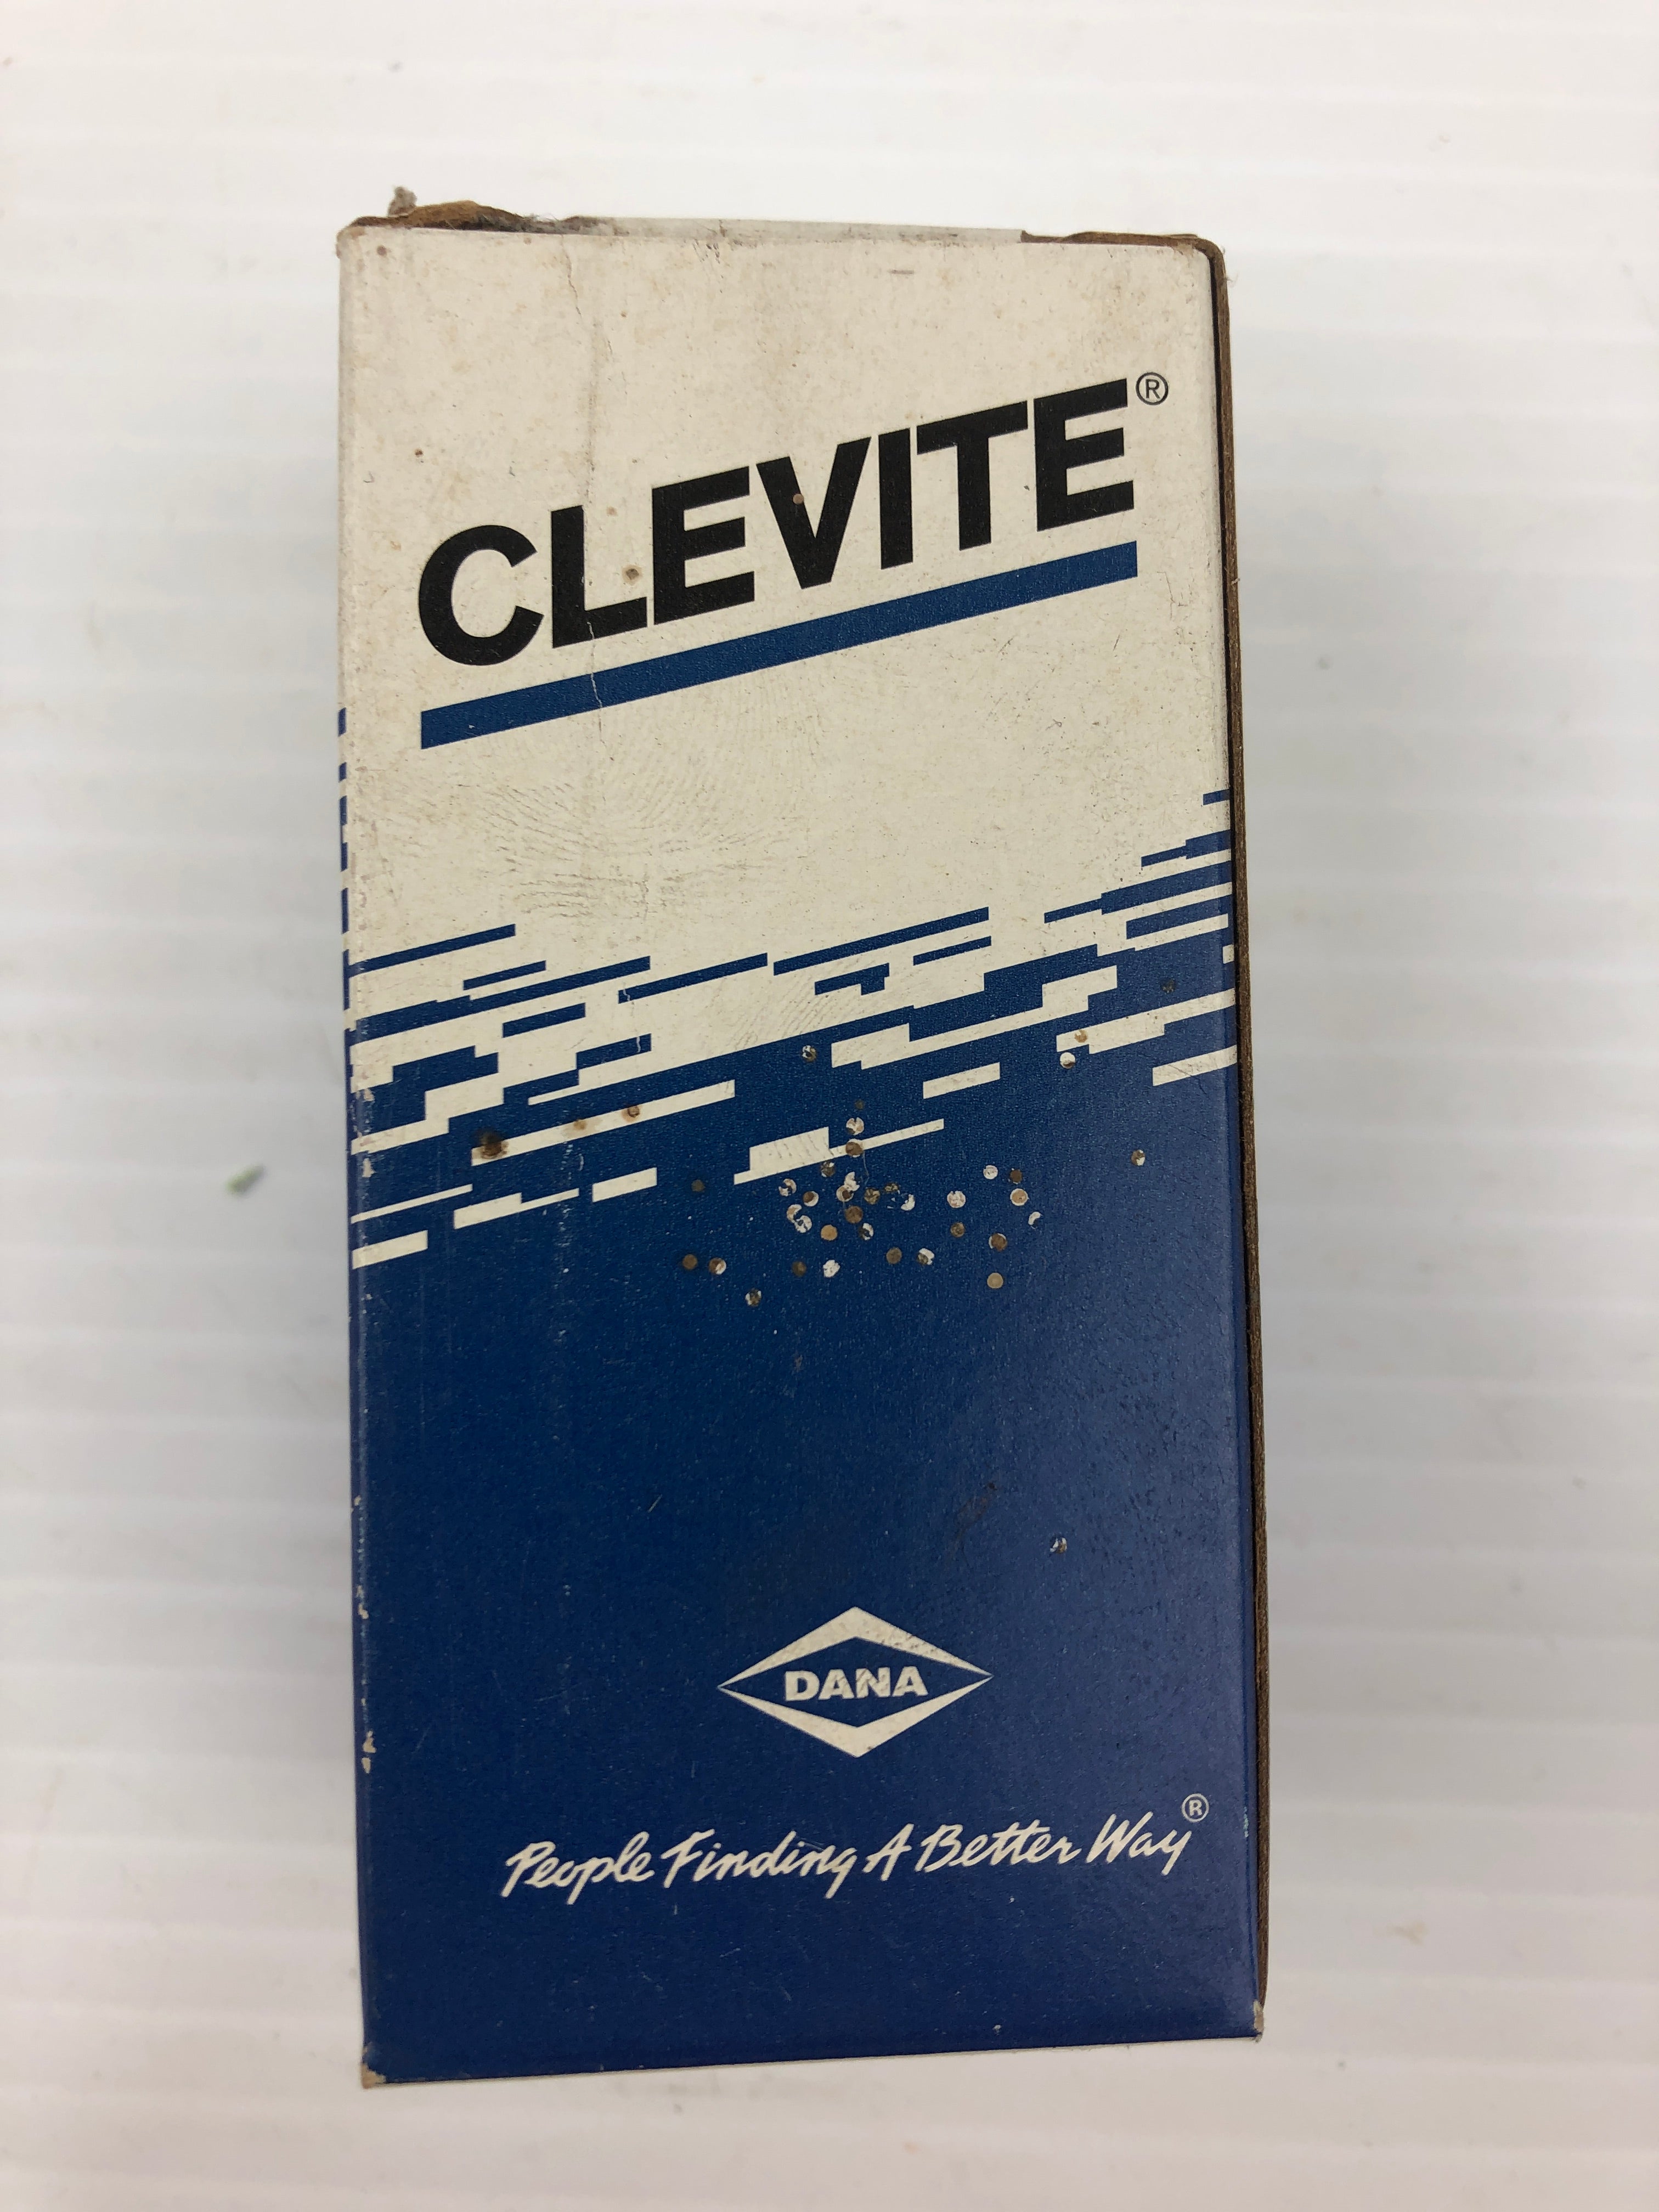 CLEVITE®
DANA
People Finding A Better Way®